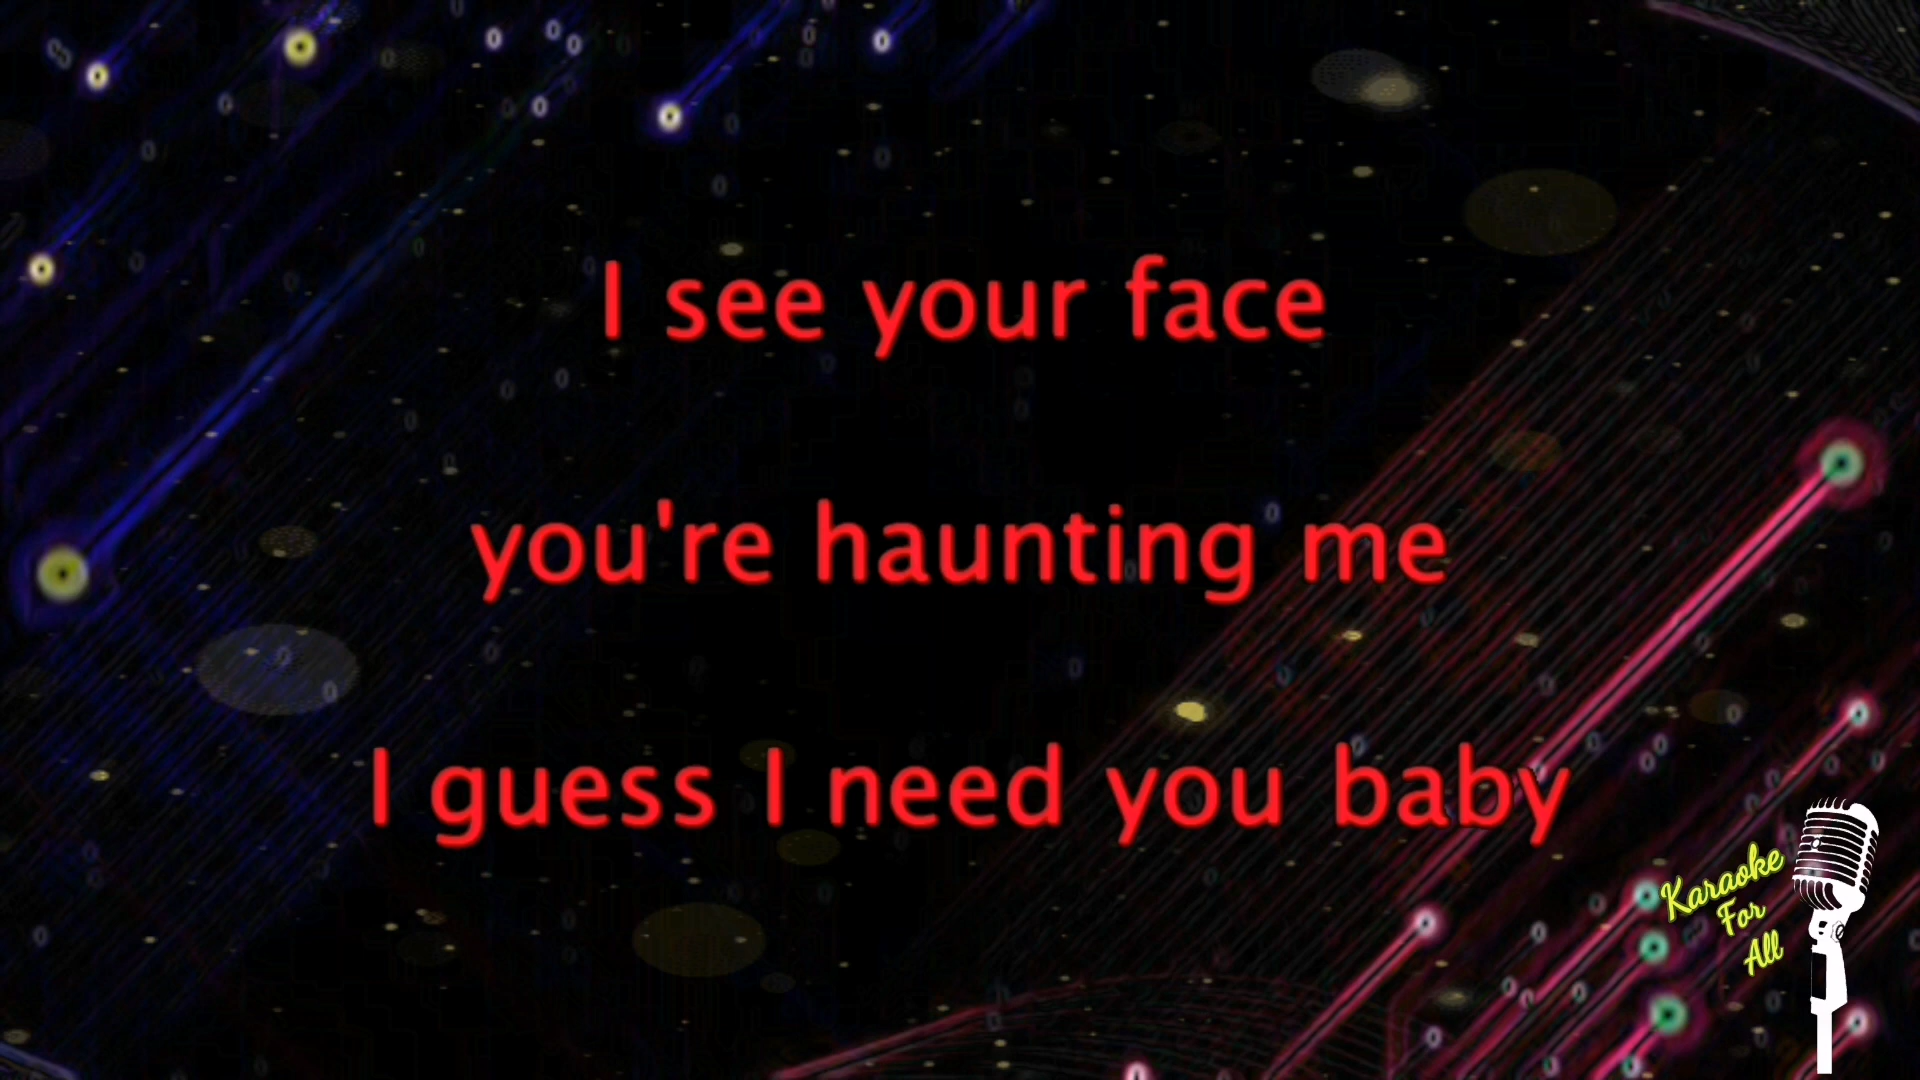 I see your face
you're haunting me
I guess I need you baby
Karaoke
For
All